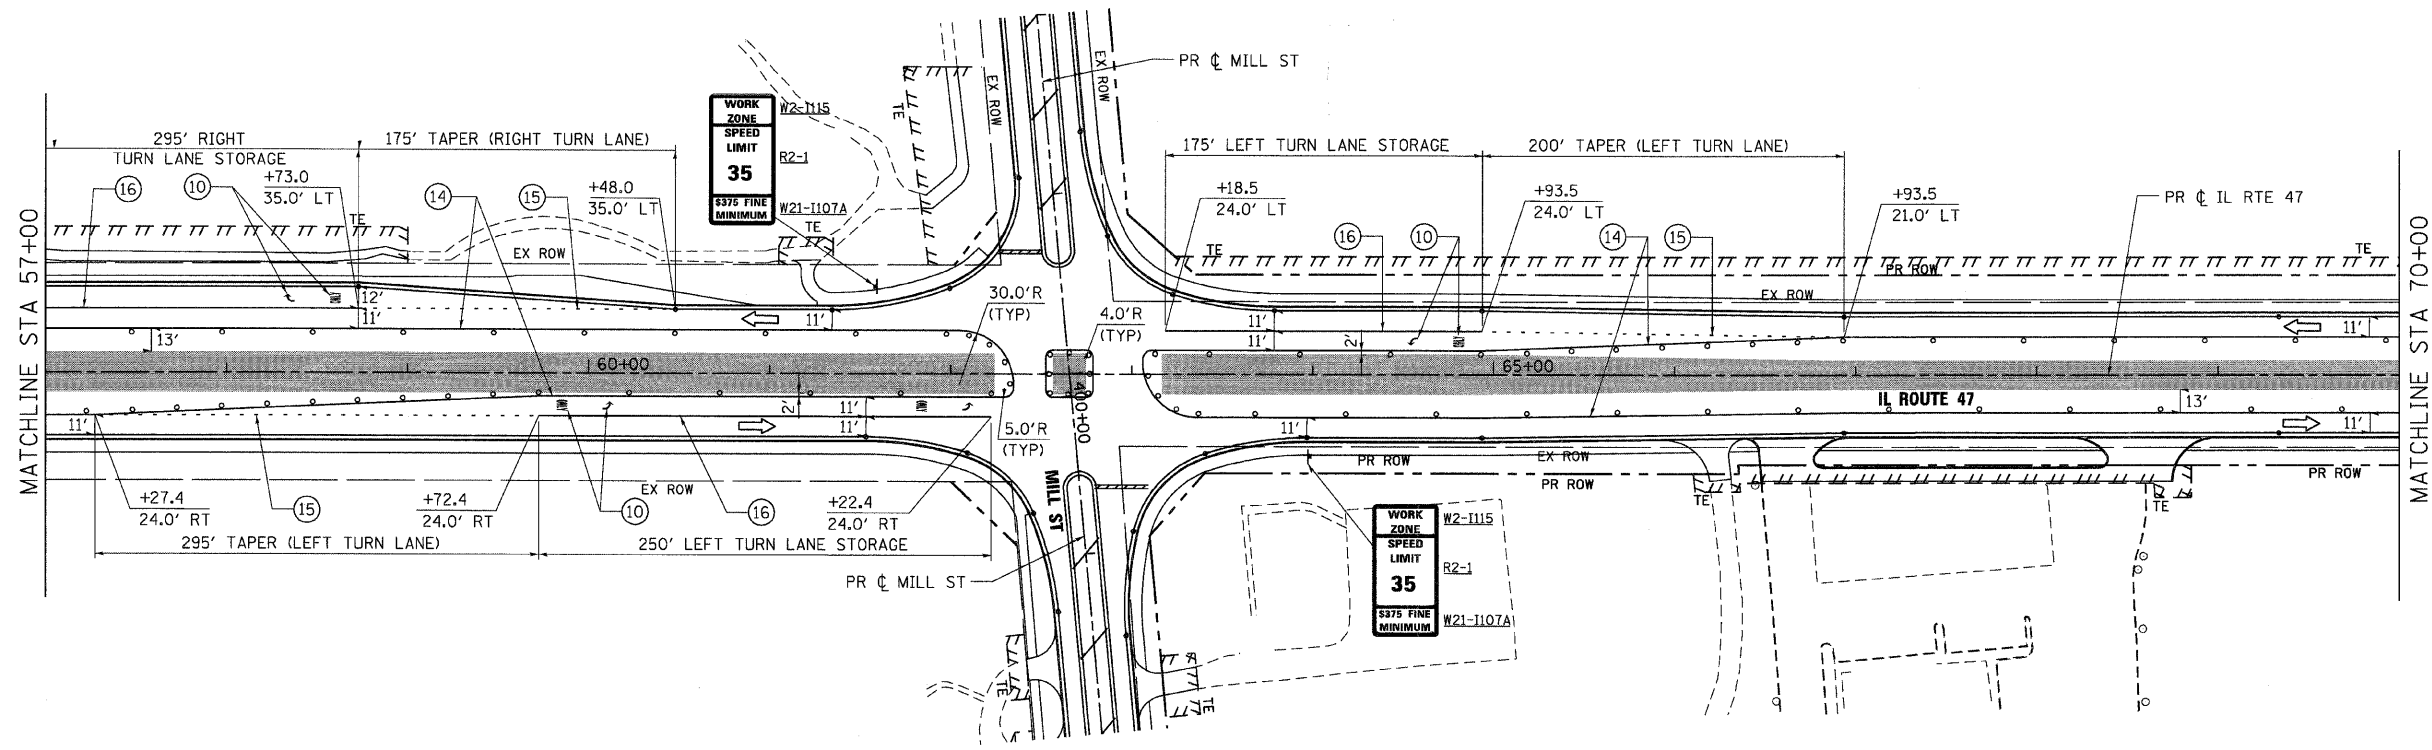 MATCHLINE STA 57+00
295' RIGHT
TURN LANE STORAGE
175' TAPER (RIGHT TURN LANE)
16
10
+73.0
35.0' LT
14
15
+48.0
35.0' LT
TE
EX ROW
12'
11'
13'
WORK
ZONE
SPEED
LIMIT
35
$375 FINE
MINIMUM
W2-I115
R2-1
W21-I107A
TE
TE
EX ROW
EX ROW
PR ℄ MILL ST
11'
30.0'R
(TYP)
4.0'R
(TYP)
60+00
400+00
2'
11'
11'
5.0'R
(TYP)
11'
+27.4
24.0' RT
15
+72.4
24.0' RT
10
16
EX ROW
+22.4
24.0' RT
295' TAPER (LEFT TURN LANE)
250' LEFT TURN LANE STORAGE
PR ℄ MILL ST
MILL ST
TE
TE
175' LEFT TURN LANE STORAGE
200' TAPER (LEFT TURN LANE)
+18.5
24.0' LT
16
10
+93.5
24.0' LT
14
15
+93.5
21.0' LT
PR ℄ IL RTE 47
TE
PR ROW
TE
EX ROW
11'
11'
2'
11'
65+00
IL ROUTE 47
13'
11'
11'
PR ROW
EX ROW
PR ROW
PR ROW
TE
TE
WORK
ZONE
SPEED
LIMIT
35
$375 FINE
MINIMUM
W2-I115
R2-1
W21-I107A
MATCHLINE STA 70+00